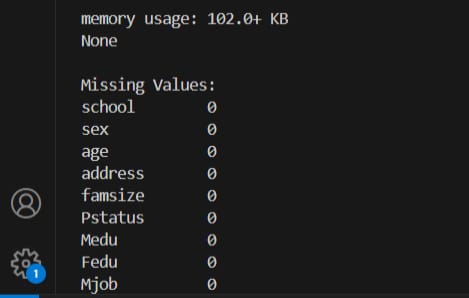 memory usage: 102.0+ KB
None
Missing Values:
school 0
sex 0
age 0
address 0
famsize 0
Pstatus 0
Medu 0
Fedu 0
Mjob 0
1